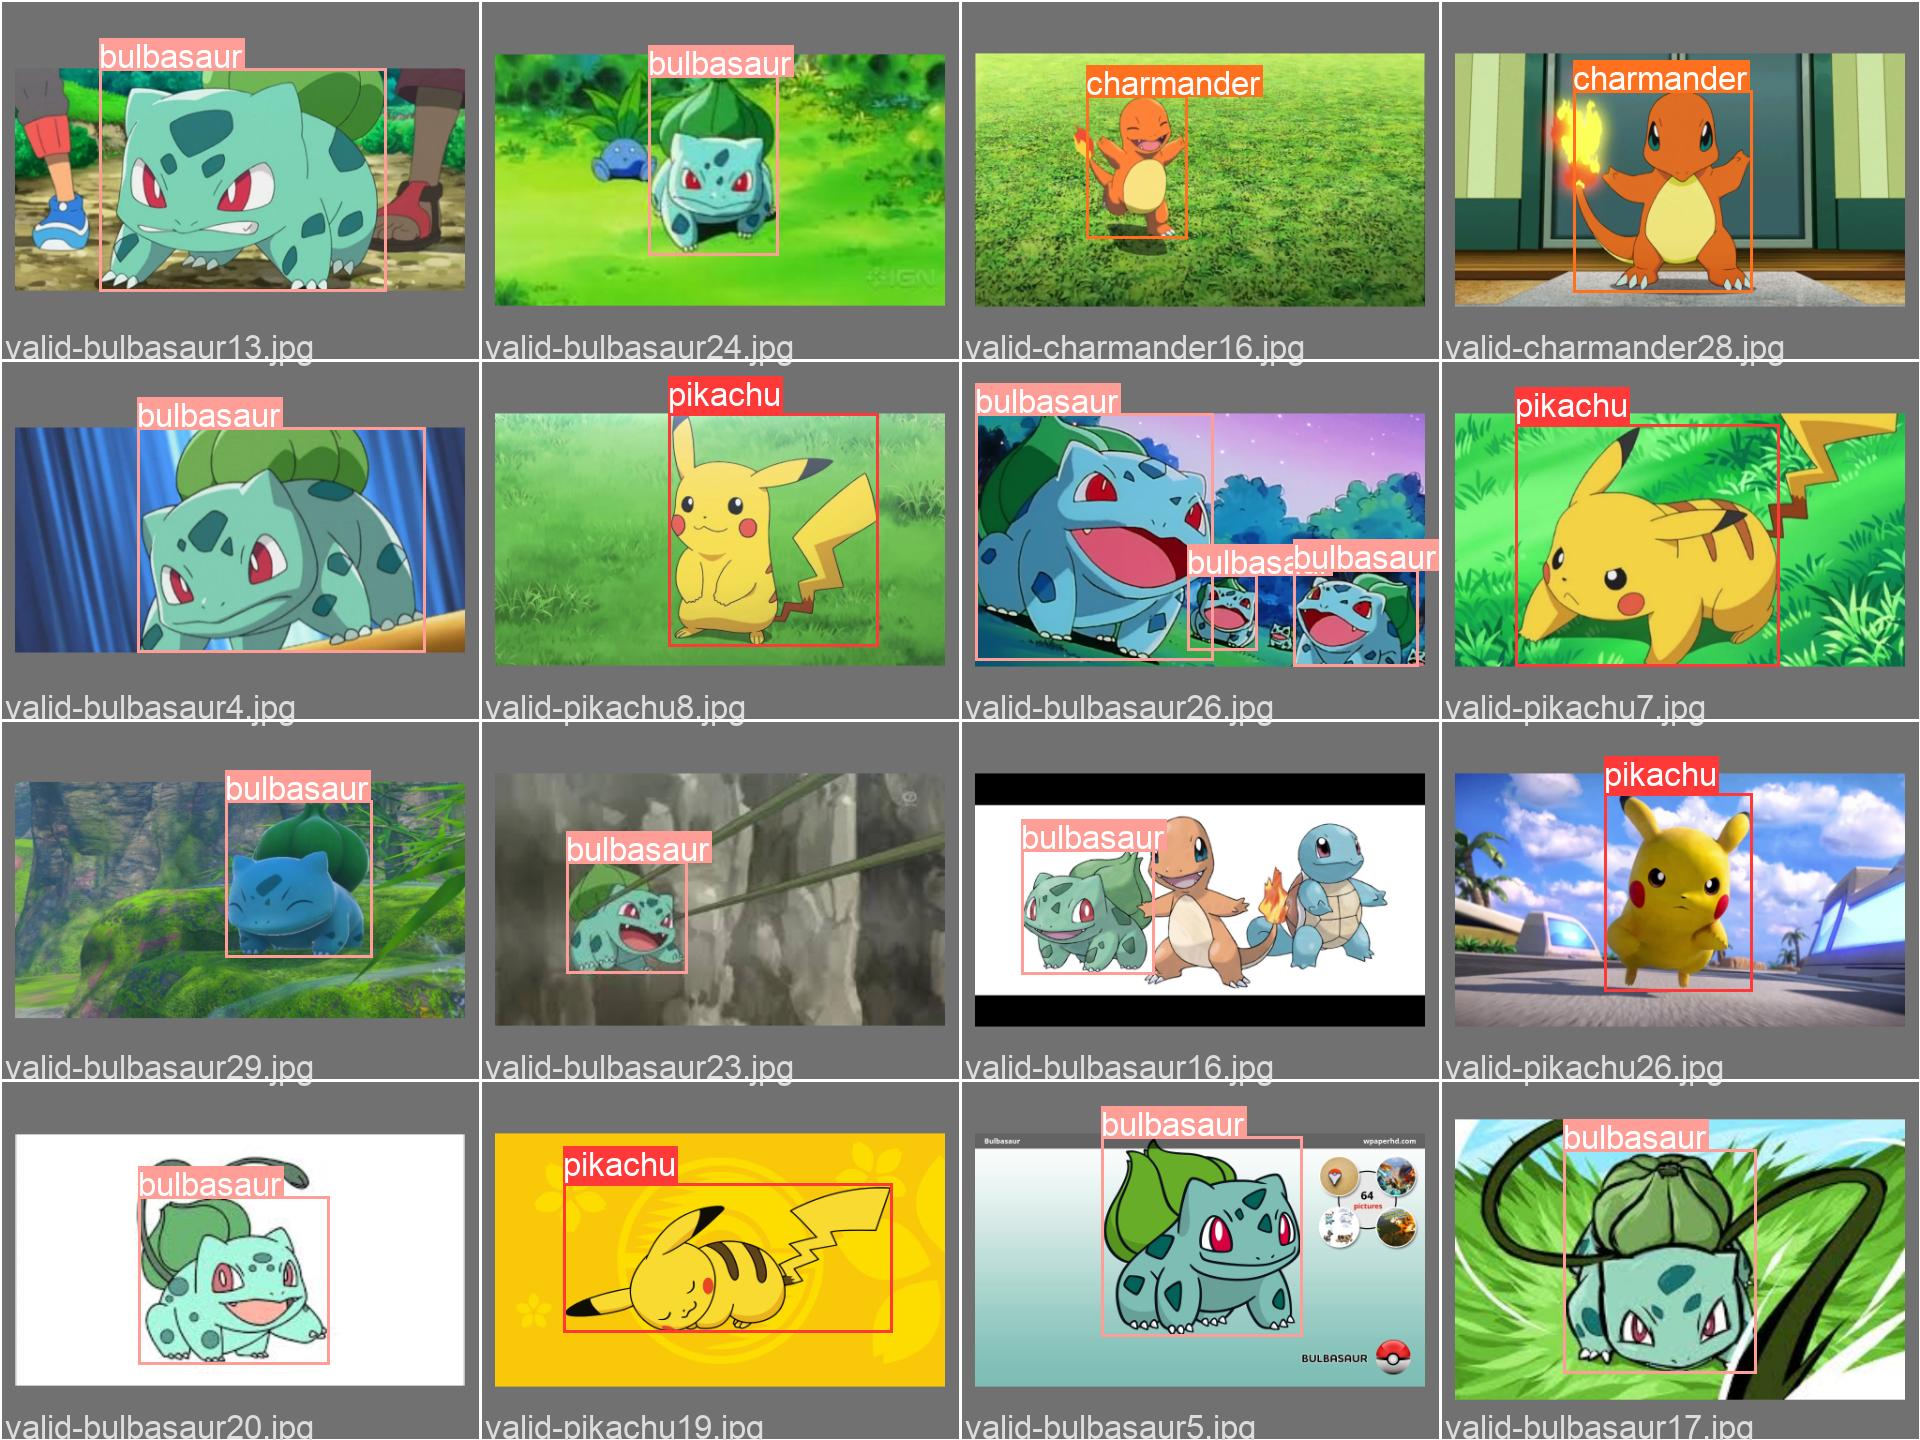 bulbasaur
valid-bulbasaur13.jpg
bulbasaur
IGN
valid-bulbasaur24.jpg
charmander
valid-charmander16.jpg
charmander
valid-charmander28.jpg
bulbasaur
valid-bulbasaur4.jpg
pikachu
valid-pikachu8.jpg
bulbasaur
bulbasa
bulbasaur
valid-bulbasaur26.jpg
pikachu
valid-pikachu7.jpg
bulbasaur
valid-bulbasaur29.jpg
bulbasaur
valid-bulbasaur23.jpg
bulbasaur
valid-bulbasaur16.jpg
pikachu
valid-pikachu26.jpg
bulbasaur
valid-bulbasaur20.jpg
pikachu
valid-pikachu19.jpg
bulbasaur
Bulbasaur
wpaperhd.com
64
pictures
BULBASAUR
valid-bulbasaur5.jpg
bulbasaur
valid-bulbasaur17.jpg